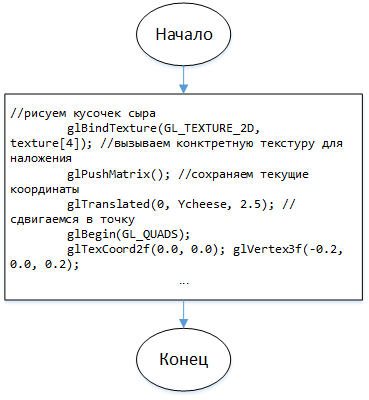 Начало
//рисуем кусочек сыра
glBindTexture(GL_TEXTURE_2D,
texture[4]); //вызываем конктретную текстуру для
наложения
glPushMatrix(); //сохраняем текущие
координаты
glTranslated(0, Ycheese, 2.5); //
сдвигаемся в точку
glBegin(GL_QUADS);
glTexCoord2f(0.0, 0.0); glVertex3f(-0.2,
0.0, 0.2);
...
Конец